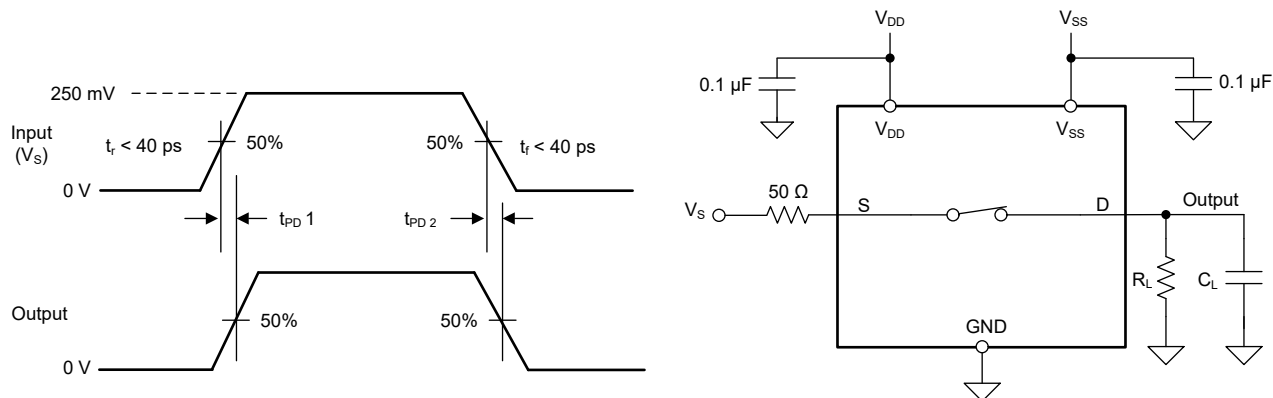 250 mV
Input
(VS)
tr < 40 ps
50%
50%
tf < 40 ps
0 V
tPD 1
tPD 2
Output
50%
50%
0 V
VDD
VSS
0.1 µF
0.1 µF
VDD
VSS
50 Ω
VS
S
D
Output
RL
CL
GND